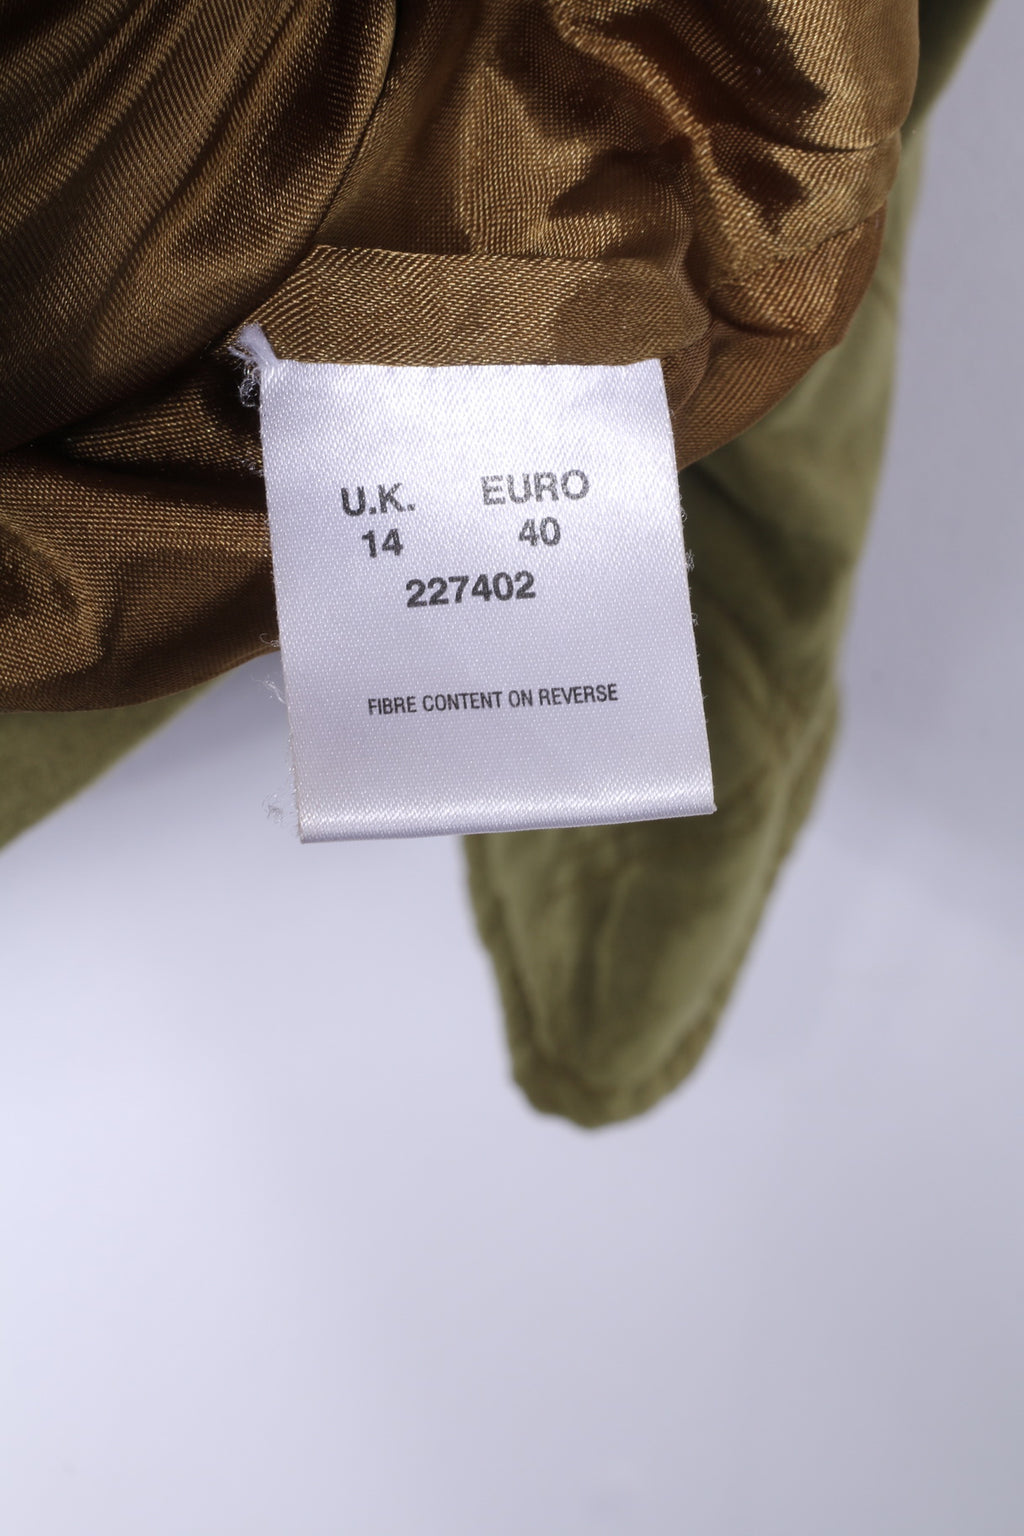 U.K. EURO
14 40
227402
FIBRE CONTENT ON REVERSE